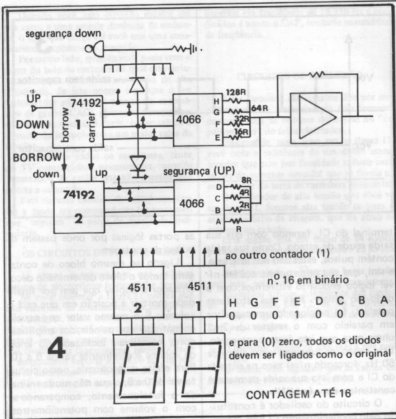 segurança down
UP
DOWN
74192
1
borrow
carrier
BORROW
down
up
74192
2
4066
H
G
F
E
128R
64R
32R
16R
segurança (UP)
4066
D
C
B
A
8R
4R
2R
R
ao outro contador (1)
4511
2
4511
1
n.º 16 em binário
H G F E D C B A
0 0 0 1 0 0 0 0
e para (0) zero, todos os diodos
devem ser ligados como o original
4
CONTAGEM ATÉ 16